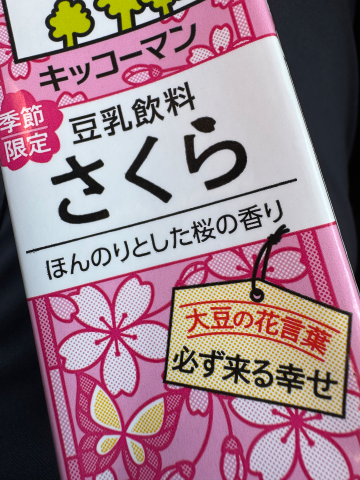 キッコーマン
季節
限定
豆乳飲料
さくら
ほんのりとした桜の香り
大豆の花言葉
必ず来る幸せ